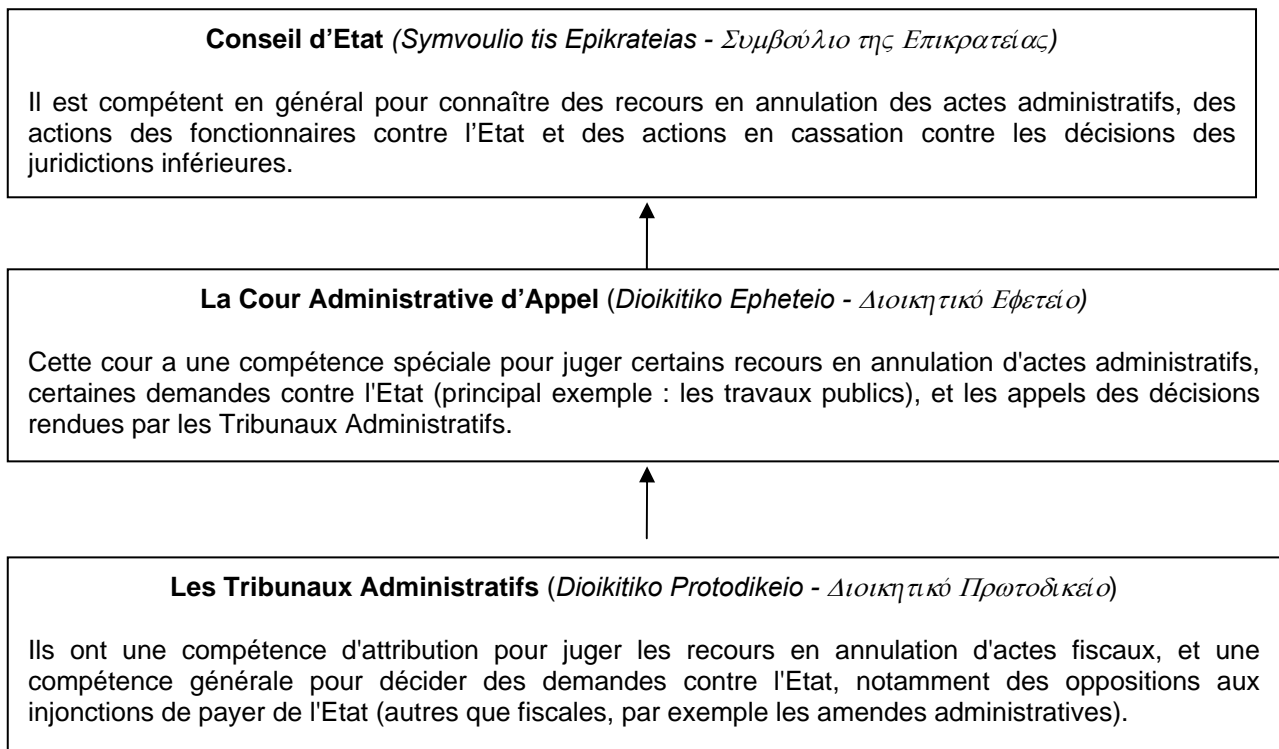 Conseil d’Etat (Symvoulio tis Epikrateias - Συμβούλιο της Επικρατείας)
Il est compétent en général pour connaître des recours en annulation des actes administratifs, des
actions des fonctionnaires contre l’Etat et des actions en cassation contre les décisions des
juridictions inférieures.
La Cour Administrative d’Appel (Dioikitiko Epheteio - Διοικητικό Εφετείο)
Cette cour a une compétence spéciale pour juger certains recours en annulation d'actes administratifs,
certaines demandes contre l'Etat (principal exemple : les travaux publics), et les appels des décisions
rendues par les Tribunaux Administratifs.
Les Tribunaux Administratifs (Dioikitiko Protodikeio - Διοικητικό Πρωτοδικείο)
Ils ont une compétence d'attribution pour juger les recours en annulation d'actes fiscaux, et une
compétence générale pour décider des demandes contre l'Etat, notamment des oppositions aux
injonctions de payer de l'Etat (autres que fiscales, par exemple les amendes administratives).